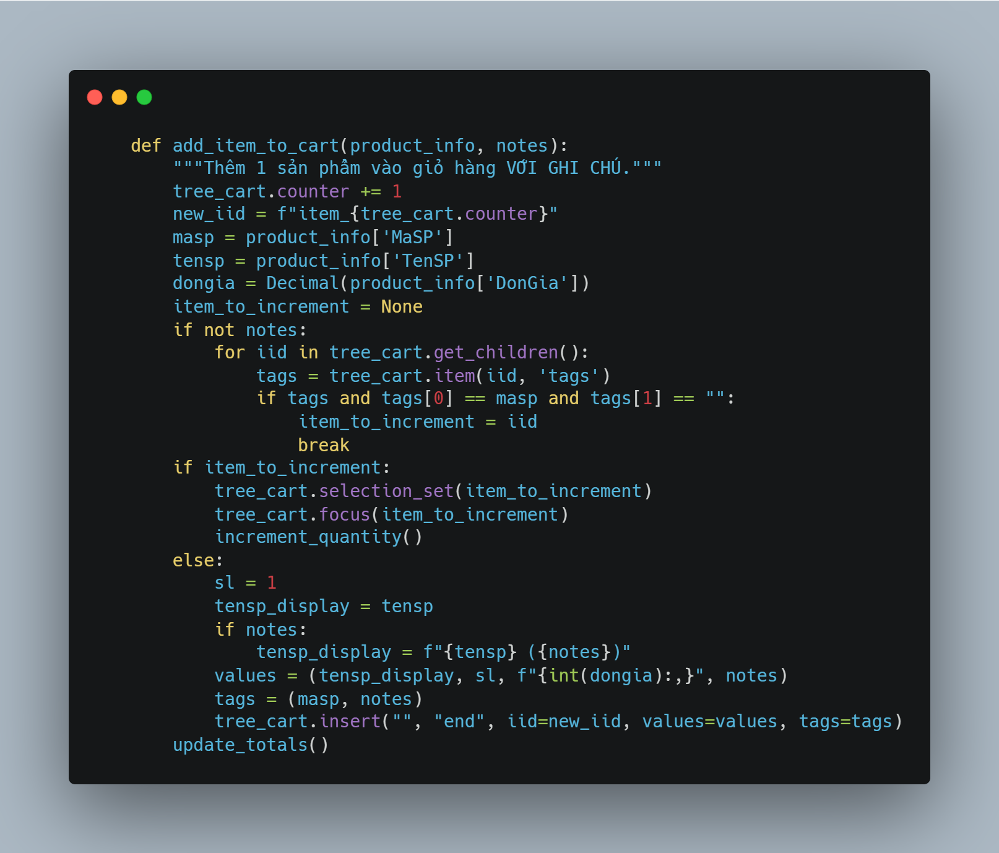 def add_item_to_cart(product_info, notes):
    """Thêm 1 sản phẩm vào giỏ hàng VỚI GHI CHÚ."""
    tree_cart.counter += 1
    new_iid = f"item_{tree_cart.counter}"
    masp = product_info['MaSP']
    tensp = product_info['TenSP']
    dongia = Decimal(product_info['DonGia'])
    item_to_increment = None
    if not notes:
        for iid in tree_cart.get_children():
            tags = tree_cart.item(iid, 'tags')
            if tags and tags[0] == masp and tags[1] == "":
                item_to_increment = iid
                break
    if item_to_increment:
        tree_cart.selection_set(item_to_increment)
        tree_cart.focus(item_to_increment)
        increment_quantity()
    else:
        sl = 1
        tensp_display = tensp
        if notes:
            tensp_display = f"{tensp} ({notes})"
        values = (tensp_display, sl, f"{int(dongia):,}", notes)
        tags = (masp, notes)
        tree_cart.insert("", "end", iid=new_iid, values=values, tags=tags)
    update_totals()